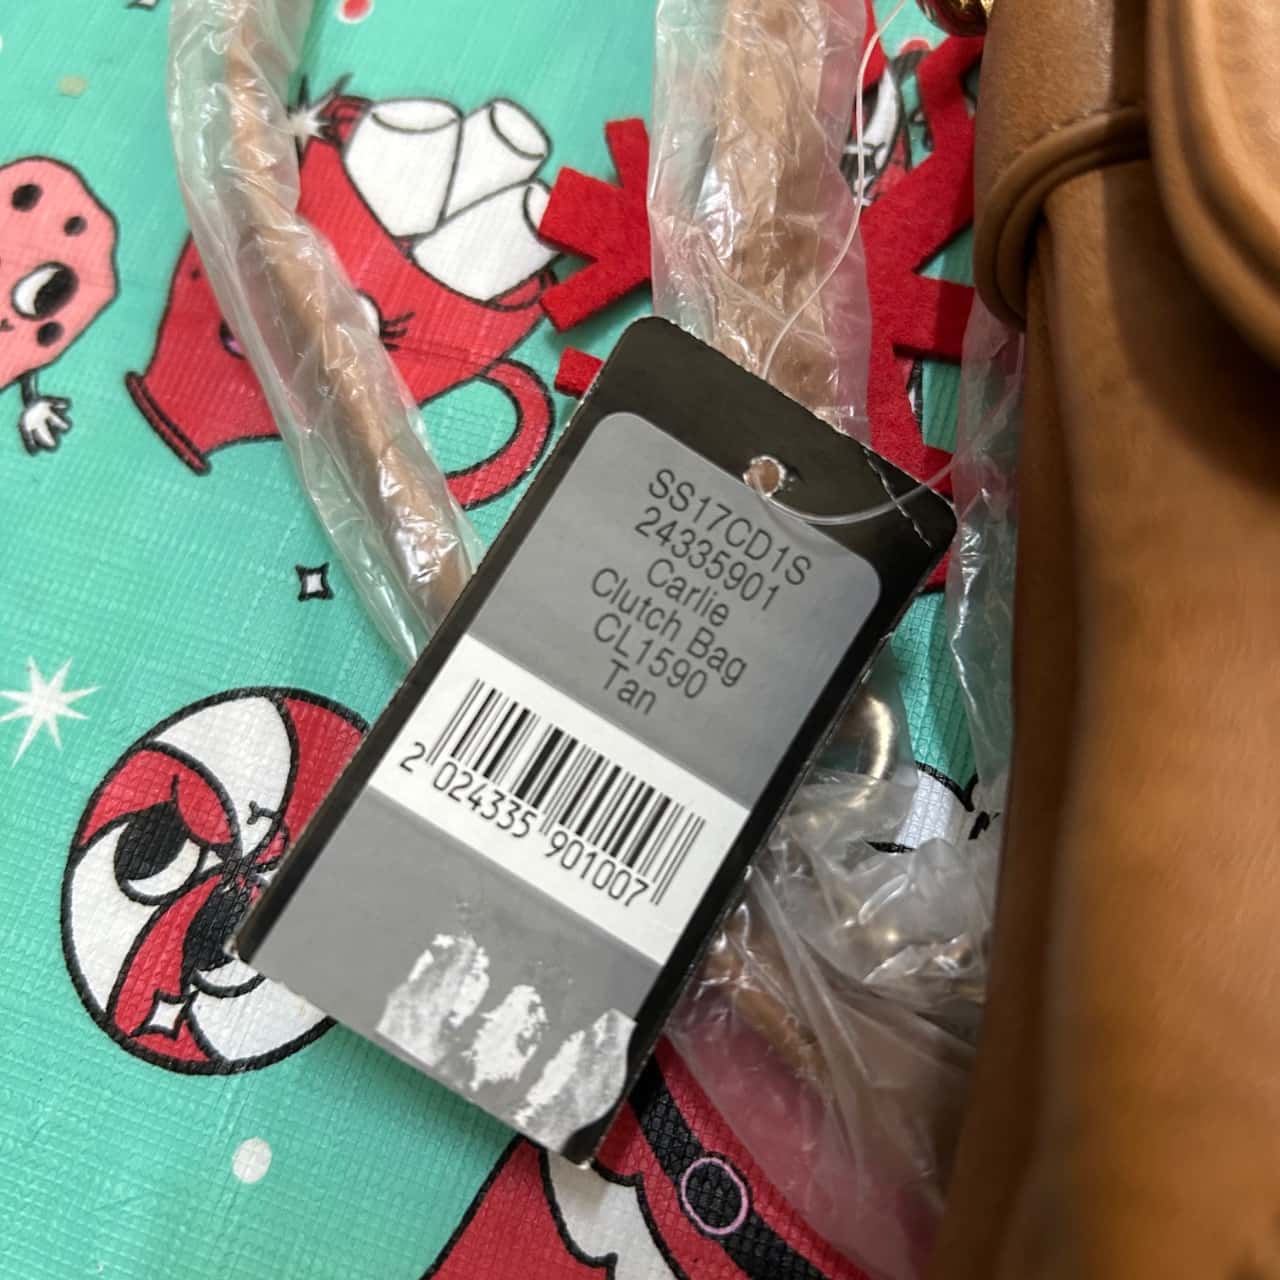 SS17CD1S
24335901
Carlie
Clutch Bag
CL1590
Tan
2 024335 901007